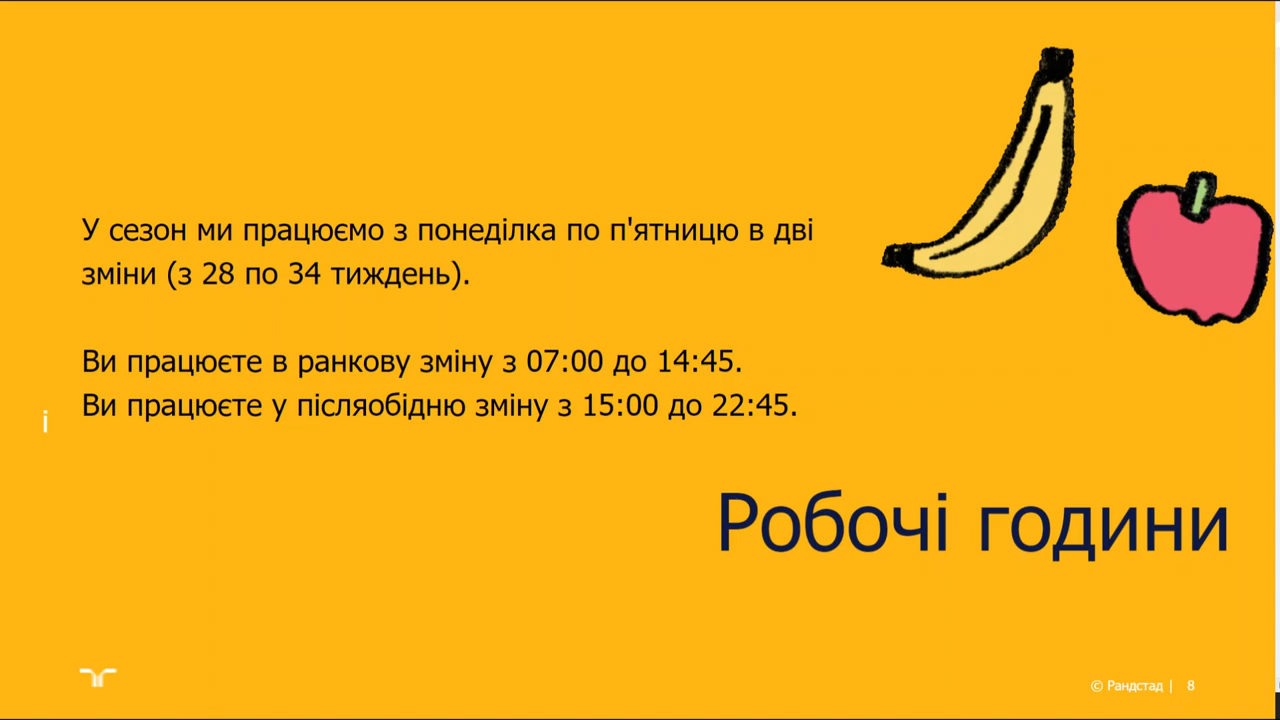 У сезон ми працюємо з понеділка по п'ятницю в дві
зміни (з 28 по 34 тиждень).
Ви працюєте в ранкову зміну з 07:00 до 14:45.
Ви працюєте у післяобідню зміну з 15:00 до 22:45.
і
Робочі години
© Рандстад | 8